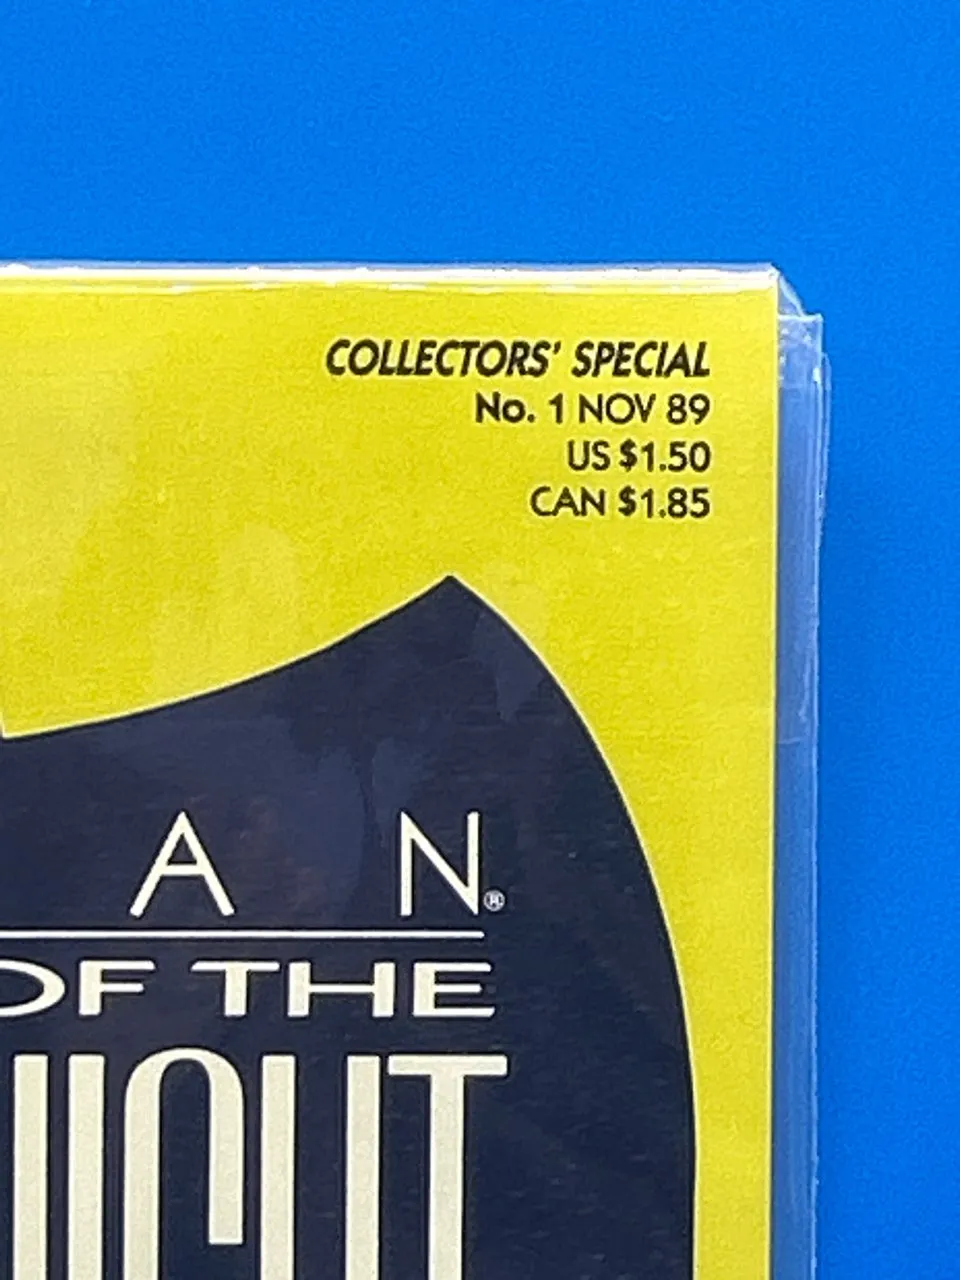 COLLECTORS' SPECIAL
No. 1 NOV 89
US $1.50
CAN $1.85
A N®
OF THE